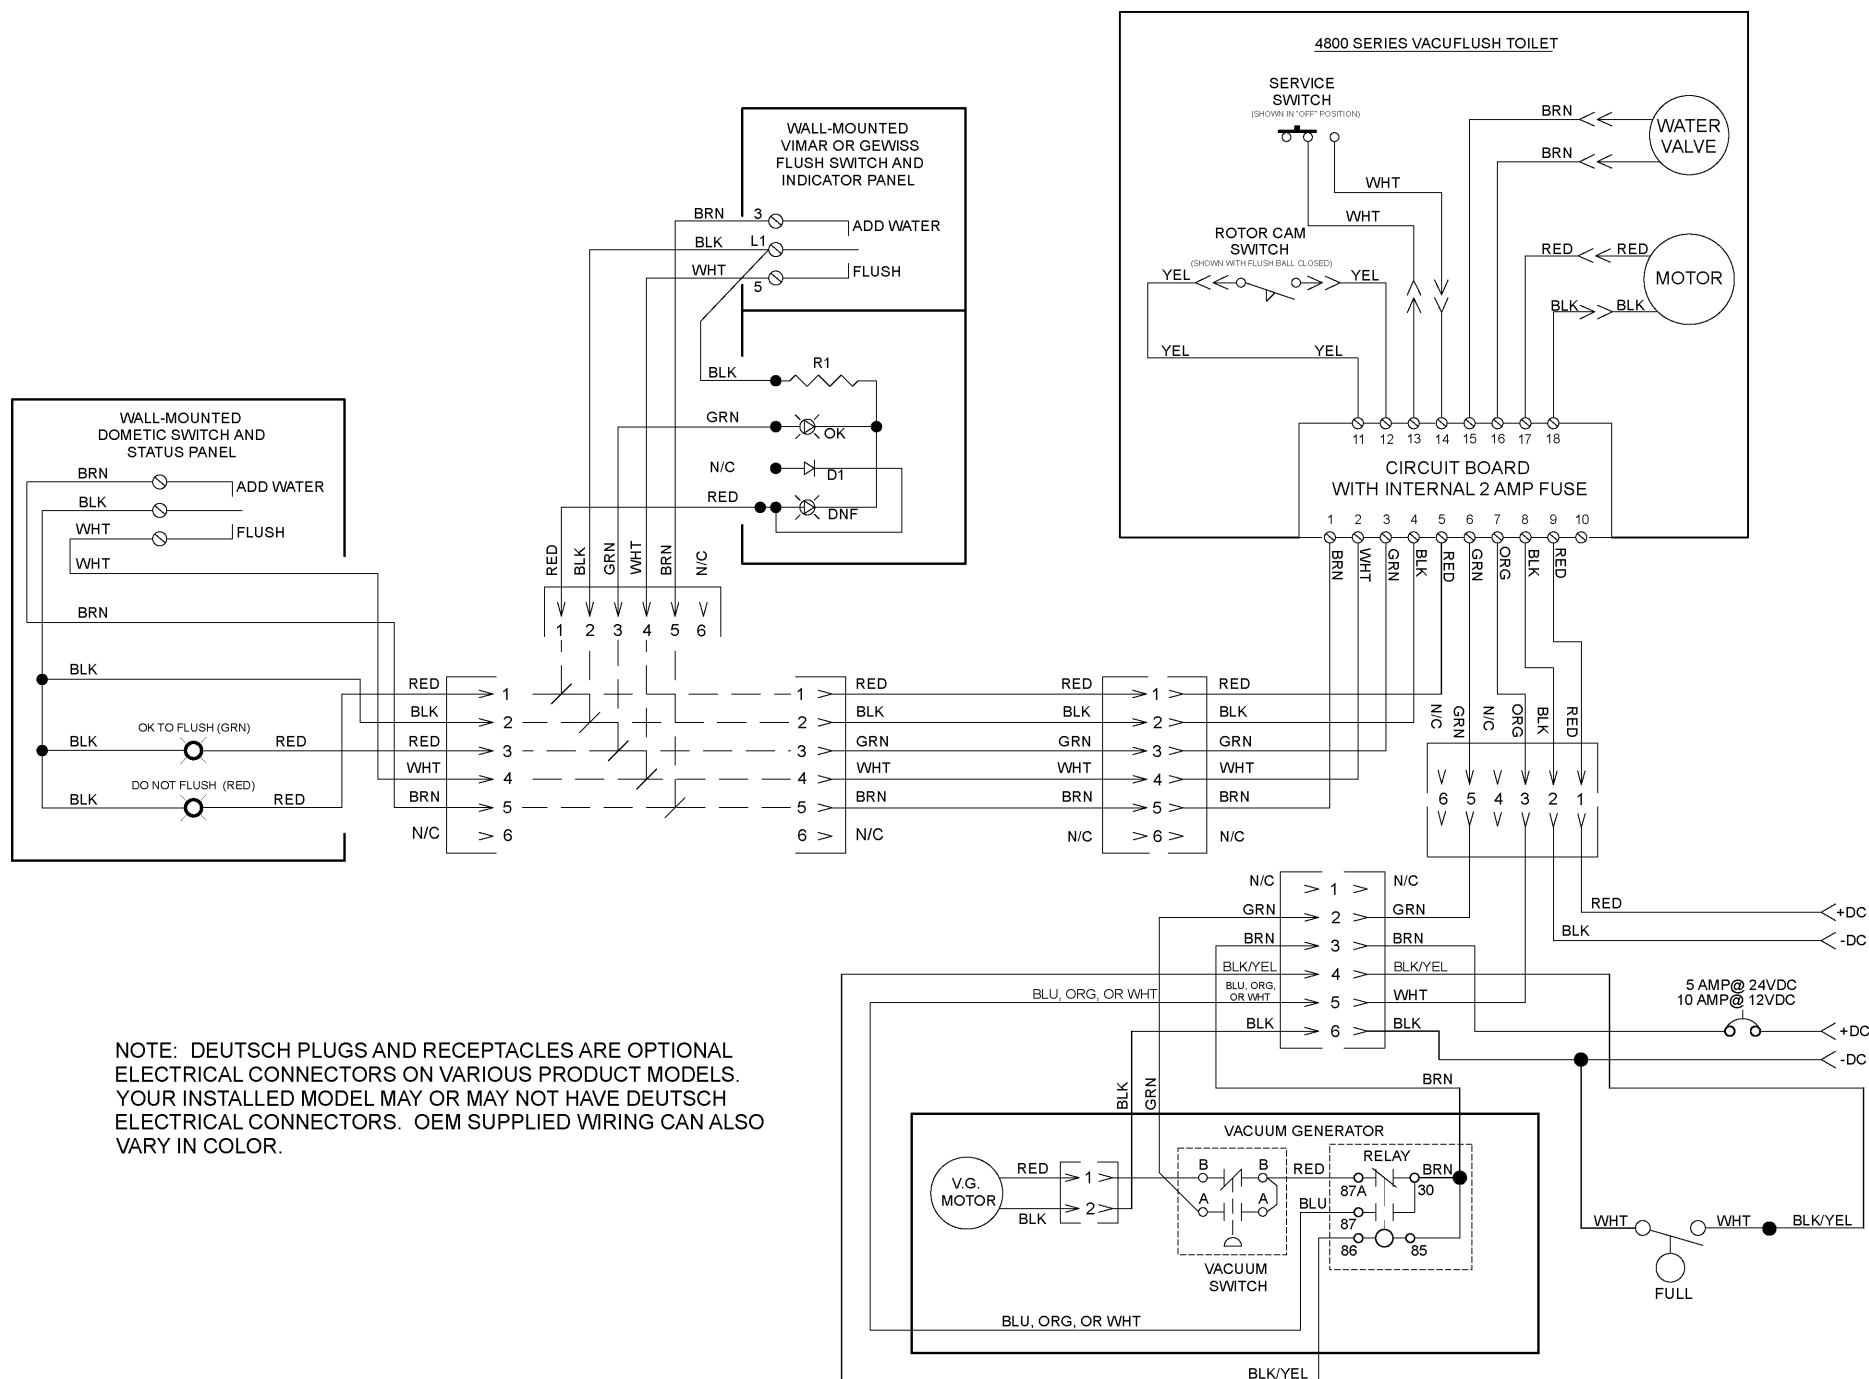 4800 SERIES VACUFLUSH TOILET
SERVICE
SWITCH
(SHOWN IN "OFF" POSITION)
BRN
WATER
VALVE
BRN
WHT
WHT
ROTOR CAM
SWITCH
(SHOWN WITH FLUSH BALL CLOSED)
YEL
YEL
RED
RED
MOTOR
BLK
BLK
YEL
YEL
11 12 13 14 15 16 17 18
CIRCUIT BOARD
WITH INTERNAL 2 AMP FUSE
1 2 3 4 5 6 7 8 9 10
BRN
WHT
GRN
BLK
RED
GRN
ORG
BLK
RED
WALL-MOUNTED
VIMAR OR GEWISS
FLUSH SWITCH AND
INDICATOR PANEL
BRN 3
ADD WATER
BLK L1
WHT 5
FLUSH
R1
BLK
GRN
OK
N/C
D1
RED
DNF
RED
BLK
GRN
WHT
BRN
N/C
1 2 3 4 5 6
WALL-MOUNTED
DOMETIC SWITCH AND
STATUS PANEL
BRN
ADD WATER
BLK
WHT
FLUSH
WHT
BRN
BLK
OK TO FLUSH (GRN)
BLK
RED
DO NOT FLUSH (RED)
BLK
RED
RED 1 1 RED RED 1 RED
BLK 2 2 BLK BLK 2 BLK
RED 3 3 GRN GRN 3 GRN
WHT 4 4 WHT WHT 4 WHT
BRN 5 5 BRN BRN 5 BRN
N/C 6 6 N/C N/C 6 N/C
N/C
GRN
N/C
ORG
BLK
RED
6 5 4 3 2 1
N/C 1 N/C
GRN 2 GRN
BRN 3 BRN
BLK/YEL 4 BLK/YEL
BLU, ORG, OR WHT
BLU, ORG,
OR WHT
5 WHT
BLK 6 BLK
RED +DC
BLK -DC
5 AMP@ 24VDC
10 AMP@ 12VDC
+DC
-DC
NOTE: DEUTSCH PLUGS AND RECEPTACLES ARE OPTIONAL
ELECTRICAL CONNECTORS ON VARIOUS PRODUCT MODELS.
YOUR INSTALLED MODEL MAY OR MAY NOT HAVE DEUTSCH
ELECTRICAL CONNECTORS. OEM SUPPLIED WIRING CAN ALSO
VARY IN COLOR.
BLK
GRN
BRN
VACUUM GENERATOR
RELAY
V.G.
MOTOR
RED
1
2
BLK
B B
A A
VACUUM
SWITCH
RED
87A
30
BRN
BLU
87
86
85
BLU, ORG, OR WHT
BLK/YEL
WHT
WHT
BLK/YEL
FULL